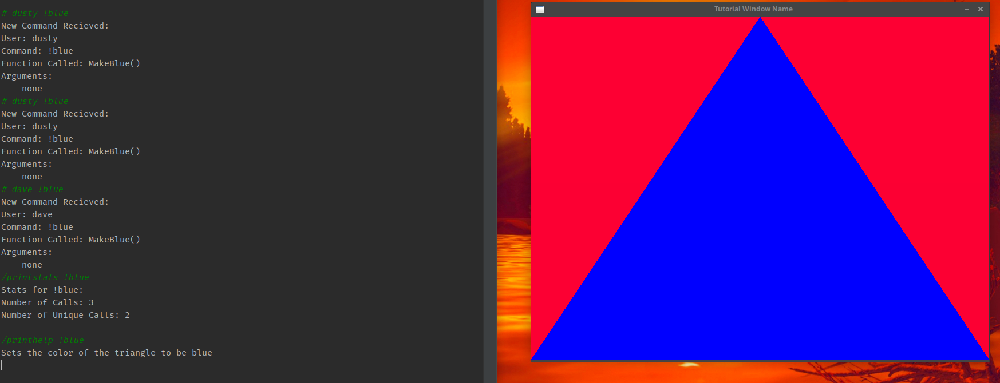 # dusty !blue
New Command Recieved:
User: dusty
Command: !blue
Function Called: MakeBlue()
Arguments:
    none
# dusty !blue
New Command Recieved:
User: dusty
Command: !blue
Function Called: MakeBlue()
Arguments:
    none
# dave !blue
New Command Recieved:
User: dave
Command: !blue
Function Called: MakeBlue()
Arguments:
    none
/printstats !blue
Stats for !blue:
Number of Calls: 3
Number of Unique Calls: 2
/printhelp !blue
Sets the color of the triangle to be blue
Tutorial Window Name